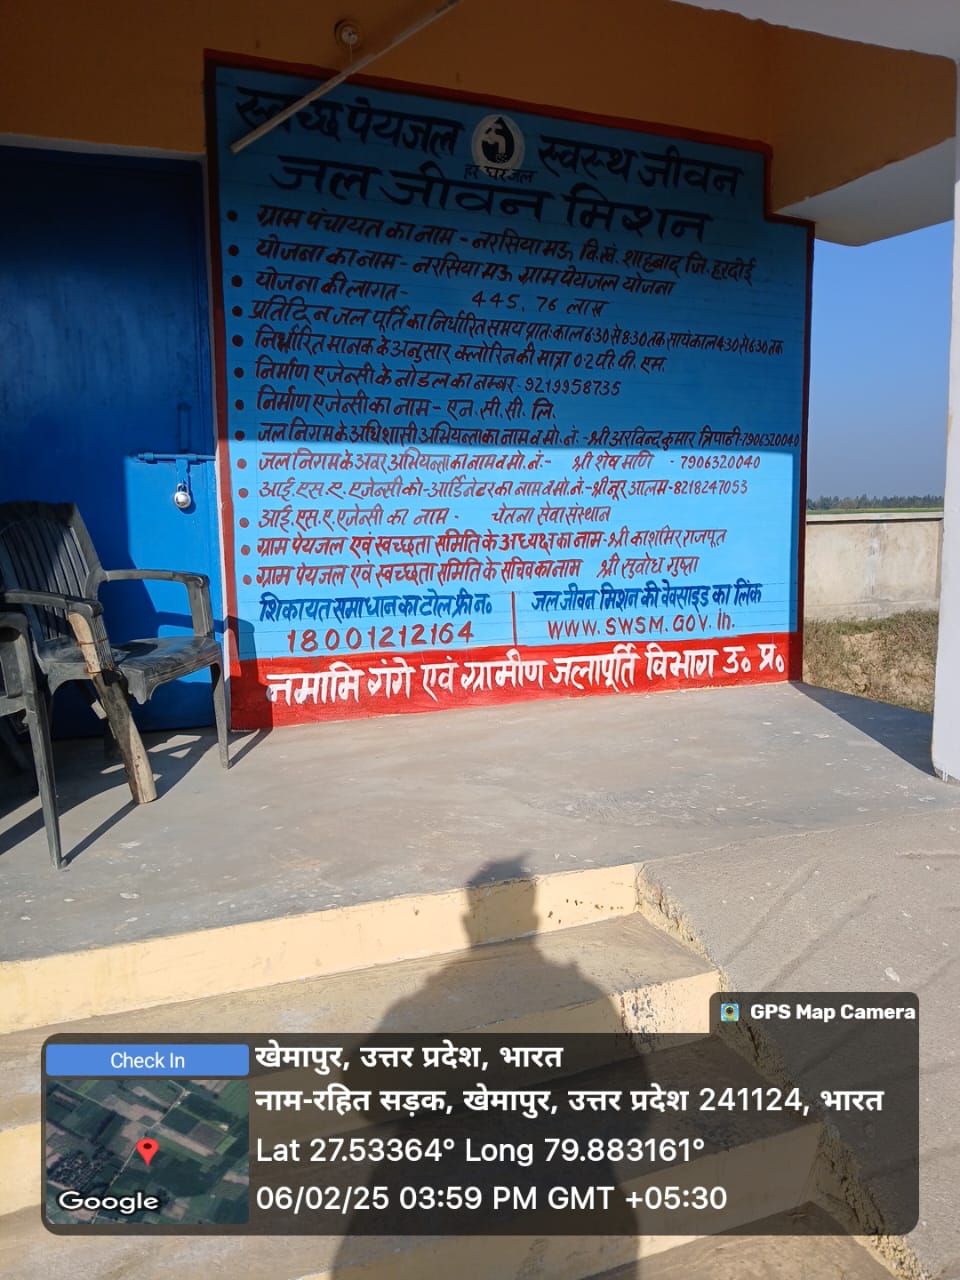 स्वच्छ पेयजल स्वस्थ जीवन
हर घर जल
जल जीवन मिशन
• ग्राम पंचायत का नाम - नरसिया मऊ वि.खं. शाहबाद जि. हरदोई
• योजना का नाम - नरसिया मऊ ग्राम पेयजल योजना
• योजना की लागत - 445.76 लाख
• प्रतिदिन जल पूर्ति का निर्धारित समय प्रातःकाल 6:30 से 8:30 तक सायंकाल 4:30 से 6:30 तक
• निर्धारित मानक के अनुसार क्लोरिन की मात्रा 0.2 पी.पी.एम.
• निर्माण एजेन्सी के नोडल का नम्बर - 9219958735
• निर्माण एजेन्सी का नाम - एन.सी.सी. लि.
• जल निगम के अधिशासी अभियन्ता का नाम व मो. नं. - श्री अरविन्द कुमार त्रिपाठी - 7906320040
• जल निगम के अवर अभियन्ता का नाम व मो. नं. - श्री शेष मणि - 7906320040
• आई.एस.ए. एजेन्सी को-आर्डिनेटर का नाम व मो. नं. - श्री नूर आलम - 8218247053
• आई.एस.ए. एजेन्सी का नाम - चेतना सेवा संस्थान
• ग्राम पेयजल एवं स्वच्छता समिति के अध्यक्ष का नाम - श्री काशमिर राजपूत
• ग्राम पेयजल एवं स्वच्छता समिति के सचिव का नाम श्री सुवोध गुप्ता
शिकायत समाधान का टोल फ्री न०
18001212164
जल जीवन मिशन की वेवसाइड का लिंक
www.swsm.gov.in.
नमामि गंगे एवं ग्रामीण जलापूर्ति विभाग उ० प्र०
GPS Map Camera
Check In
खेमापुर, उत्तर प्रदेश, भारत
नाम-रहित सड़क, खेमापुर, उत्तर प्रदेश 241124, भारत
Lat 27.53364° Long 79.883161°
06/02/25 03:59 PM GMT +05:30
Google